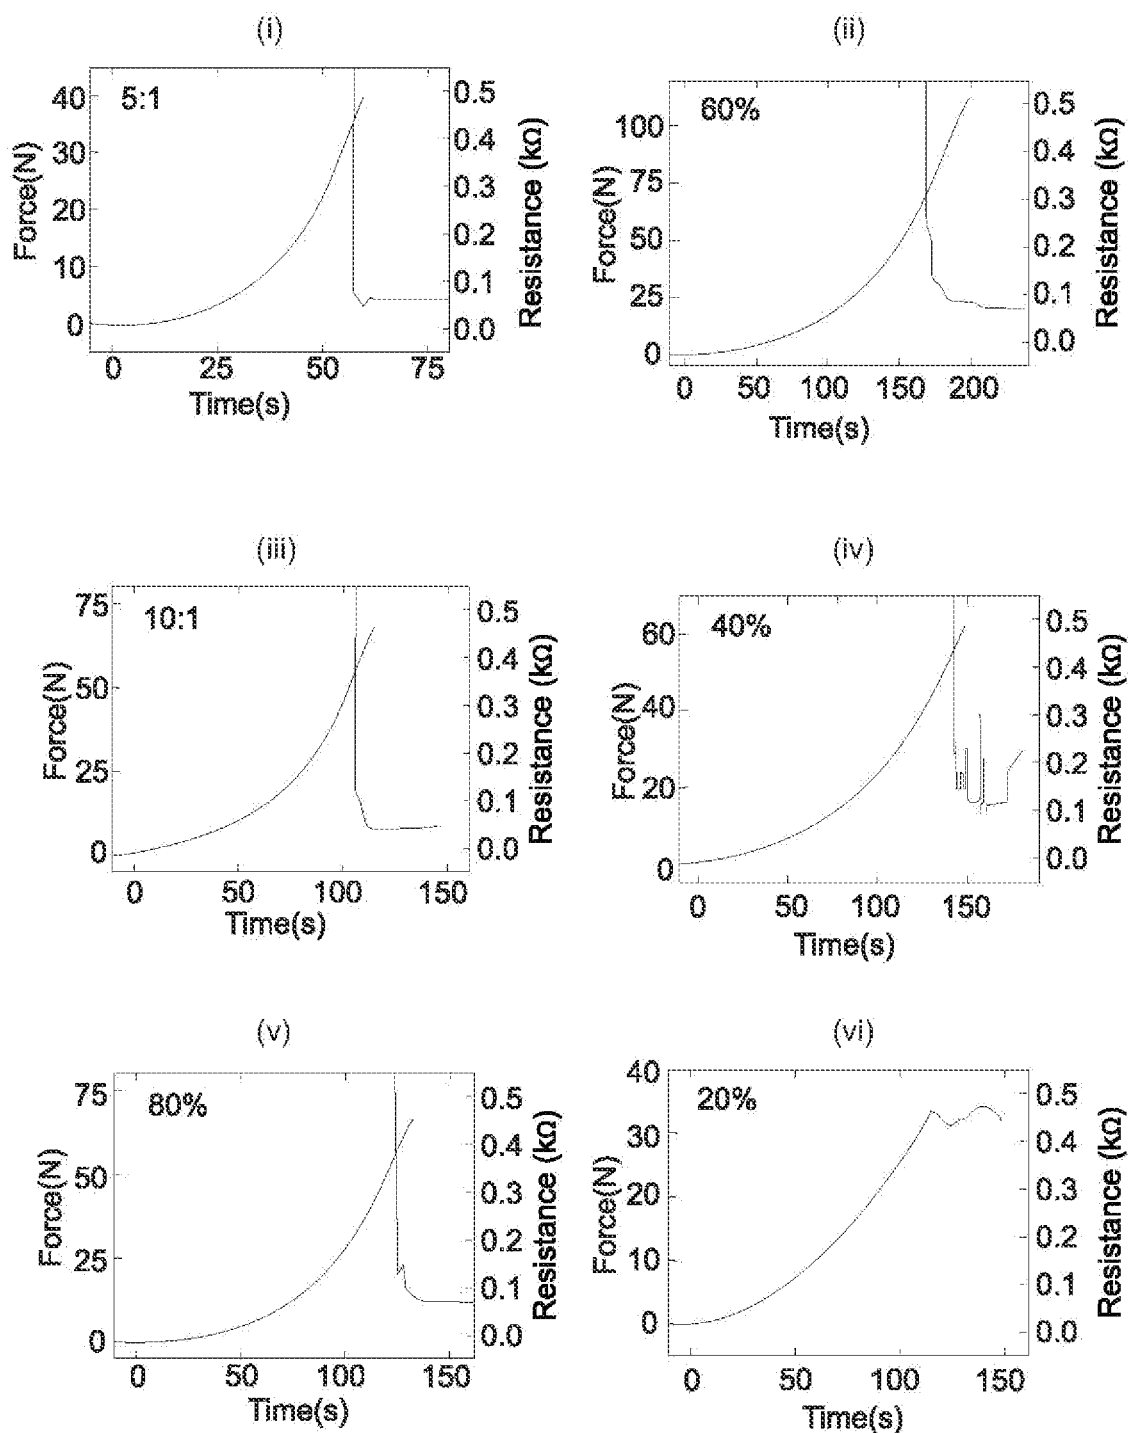 (i)
5:1
Force(N)
40
30
20
10
0
0.5
0.4
0.3
0.2
0.1
0.0
Resistance (kΩ)
0 25 50 75
Time(s)
(ii)
60%
Force(N)
100
75
50
25
0
0.5
0.4
0.3
0.2
0.1
0.0
Resistance (kΩ)
0 50 100 150 200
Time(s)
(iii)
10:1
Force(N)
75
50
25
0
0.5
0.4
0.3
0.2
0.1
0.0
Resistance (kΩ)
0 50 100 150
Time(s)
(iv)
40%
Force(N)
60
40
20
0
0.5
0.4
0.3
0.2
0.1
0.0
Resistance (kΩ)
0 50 100 150
Time(s)
(v)
80%
Force(N)
75
50
25
0
0.5
0.4
0.3
0.2
0.1
0.0
Resistance (kΩ)
0 50 100 150
Time(s)
(vi)
20%
Force(N)
40
30
20
10
0
0.5
0.4
0.3
0.2
0.1
0.0
Resistance (kΩ)
0 50 100 150
Time(s)